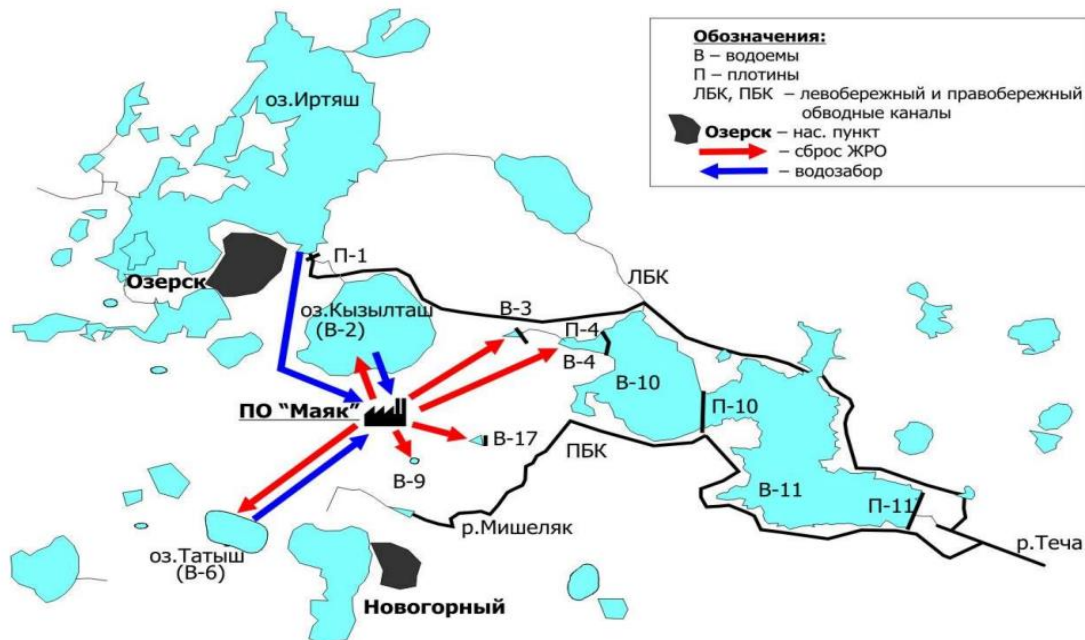 Обозначения:
В – водоемы
П – плотины
ЛБК, ПБК – левобережный и правобережный
обводные каналы
Озерск – нас. пункт
– сброс ЖРО
– водозабор
оз.Иртяш
П-1
Озерск
ЛБК
оз.Кызылташ
(В-2)
В-3
П-4
В-4
В-10
ПО "Маяк"
П-10
В-17
ПБК
В-9
В-11
П-11
р.Мишеляк
р.Теча
оз.Татыш
(В-6)
Новогорный